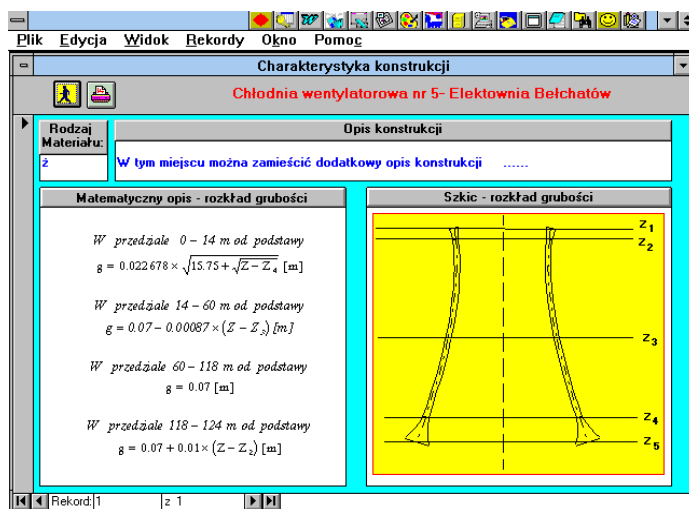 Plik Edycja Widok Rekordy Okno Pomoc
Charakterystyka konstrukcji
Chłodnia wentylatorowa nr 5- Elektownia Bełchatów
Rodzaj
Materiału:
ż
Opis konstrukcji
W tym miejscu można zamieścić dodatkowy opis konstrukcji ......
Matematyczny opis - rozkład grubości
W przedziale 0 – 14 m od podstawy
g = 0.022678 × √(15.75 + √(Z – Z₄)) [m]
W przedziale 14 – 60 m od podstawy
g = 0.07 – 0.00087 × (Z – Z₃) [m]
W przedziale 60 – 118 m od podstawy
g = 0.07 [m]
W przedziale 118 – 124 m od podstawy
g = 0.07 + 0.01 × (Z – Z₂) [m]
Szkic - rozkład grubości
Z₁
Z₂
Z₃
Z₄
Z₅
Rekord: 1 z 1